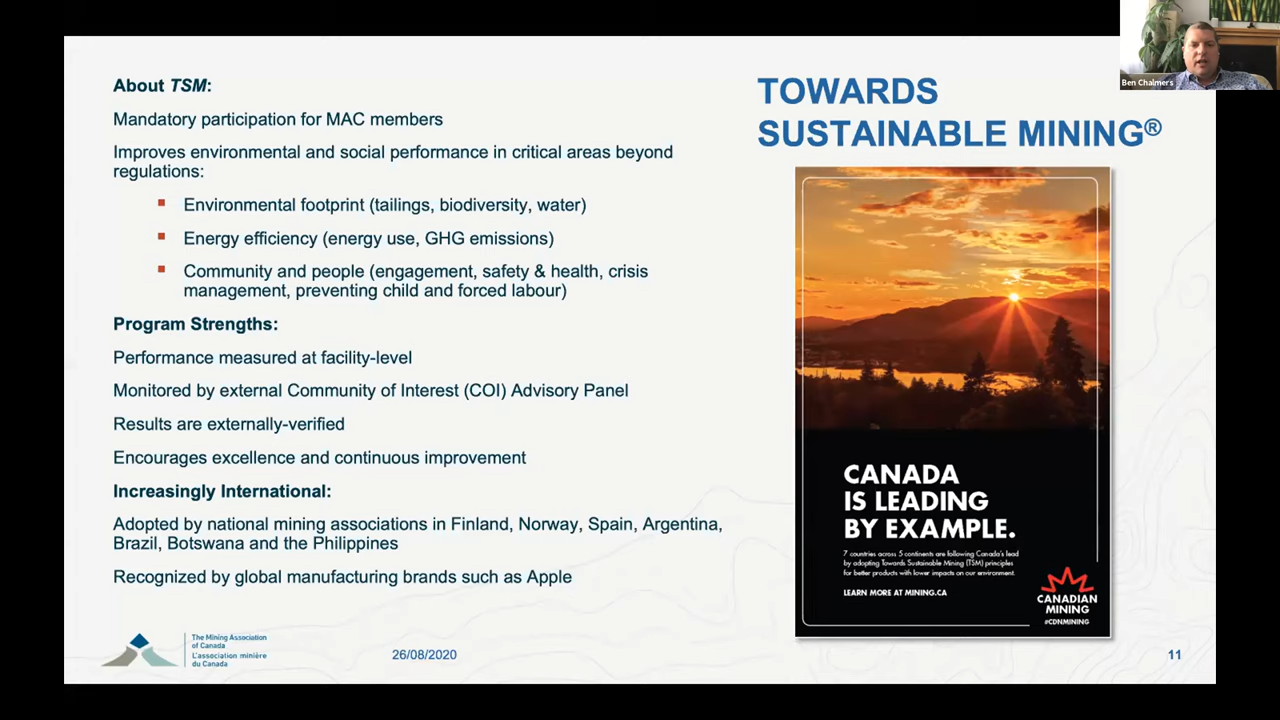 About TSM:
Mandatory participation for MAC members
Improves environmental and social performance in critical areas beyond
regulations:
Environmental footprint (tailings, biodiversity, water)
Energy efficiency (energy use, GHG emissions)
Community and people (engagement, safety & health, crisis
management, preventing child and forced labour)
Program Strengths:
Performance measured at facility-level
Monitored by external Community of Interest (COI) Advisory Panel
Results are externally-verified
Encourages excellence and continuous improvement
Increasingly International:
Adopted by national mining associations in Finland, Norway, Spain, Argentina,
Brazil, Botswana and the Philippines
Recognized by global manufacturing brands such as Apple
The Mining Association
of Canada
L'association minière
du Canada
26/08/2020
TOWARDS
SUSTAINABLE MINING®
CANADA
IS LEADING
BY EXAMPLE.
7 countries across 5 continents are following Canada's lead
by adopting Towards Sustainable Mining (TSM) principles
for better products with lower impacts on our environment.
LEARN MORE AT MINING.CA
CANADIAN
MINING
#CDNMINING
11
Ben Chalmers